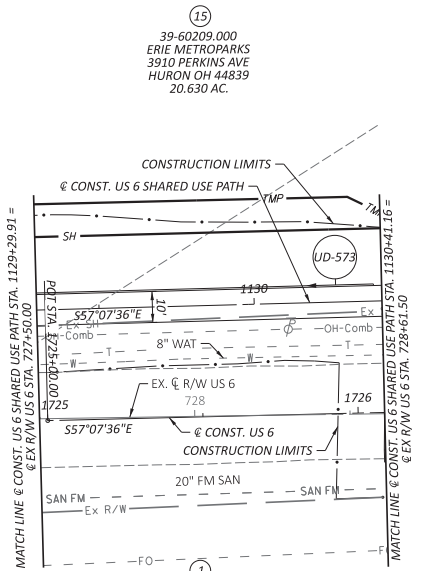 15
39-60209.000
ERIE METROPARKS
3910 PERKINS AVE
HURON OH 44839
20.630 AC.
CONSTRUCTION LIMITS
℄ CONST. US 6 SHARED USE PATH
TMP
TM
SH
UD-573
1130
S57°07'36"E
10'
Ex
Ex SH
OH-Comb
H-Comb
T
T
8" WAT
W
W
EX. ℄ R/W US 6
728
POT STA. 1725+00.00
1725
1726
S57°07'36"E
℄ CONST. US 6
CONSTRUCTION LIMITS
20" FM SAN
SAN FM
SAN FM
Ex R/W
FO
F
1
MATCH LINE ℄ CONST. US 6 SHARED USE PATH STA. 1129+29.91 =
℄ EX R/W US 6 STA. 727+50.00
MATCH LINE ℄ CONST. US 6 SHARED USE PATH STA. 1130+41.16 =
℄ EX R/W US 6 STA. 728+61.50